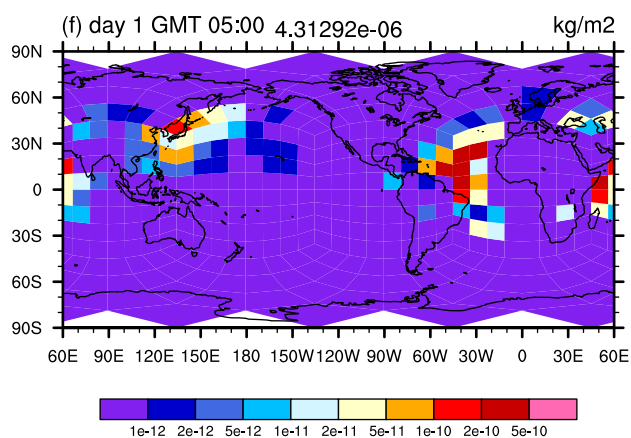 (f) day 1 GMT 05:00 4.31292e-06 kg/m2
90N
60N
30N
0
30S
60S
90S
60E 90E 120E 150E 180 150W 120W 90W 60W 30W 0 30E 60E
1e-12 2e-12 5e-12 1e-11 2e-11 5e-11 1e-10 2e-10 5e-10